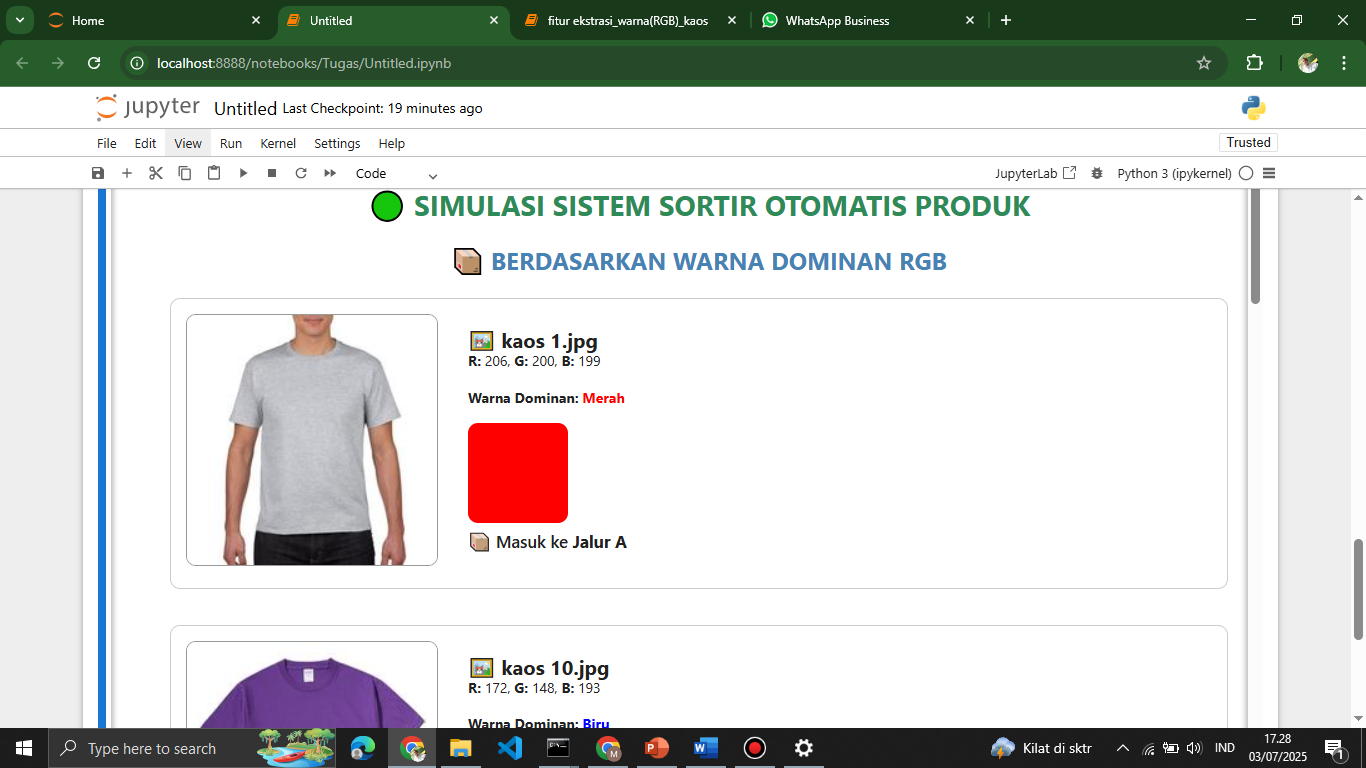 Home
Untitled
fitur ekstrasi_warna(RGB)_kaos
WhatsApp Business
localhost:8888/notebooks/Tugas/Untitled.ipynb
jupyter Untitled Last Checkpoint: 19 minutes ago
File Edit View Run Kernel Settings Help
Trusted
Code
JupyterLab
Python 3 (ipykernel)
SIMULASI SISTEM SORTIR OTOMATIS PRODUK
BERDASARKAN WARNA DOMINAN RGB
kaos 1.jpg
R: 206, G: 200, B: 199
Warna Dominan: Merah
Masuk ke Jalur A
kaos 10.jpg
R: 172, G: 148, B: 193
Warna Dominan: Biru
Type here to search
Kilat di sktr
IND
17.28
03/07/2025
1